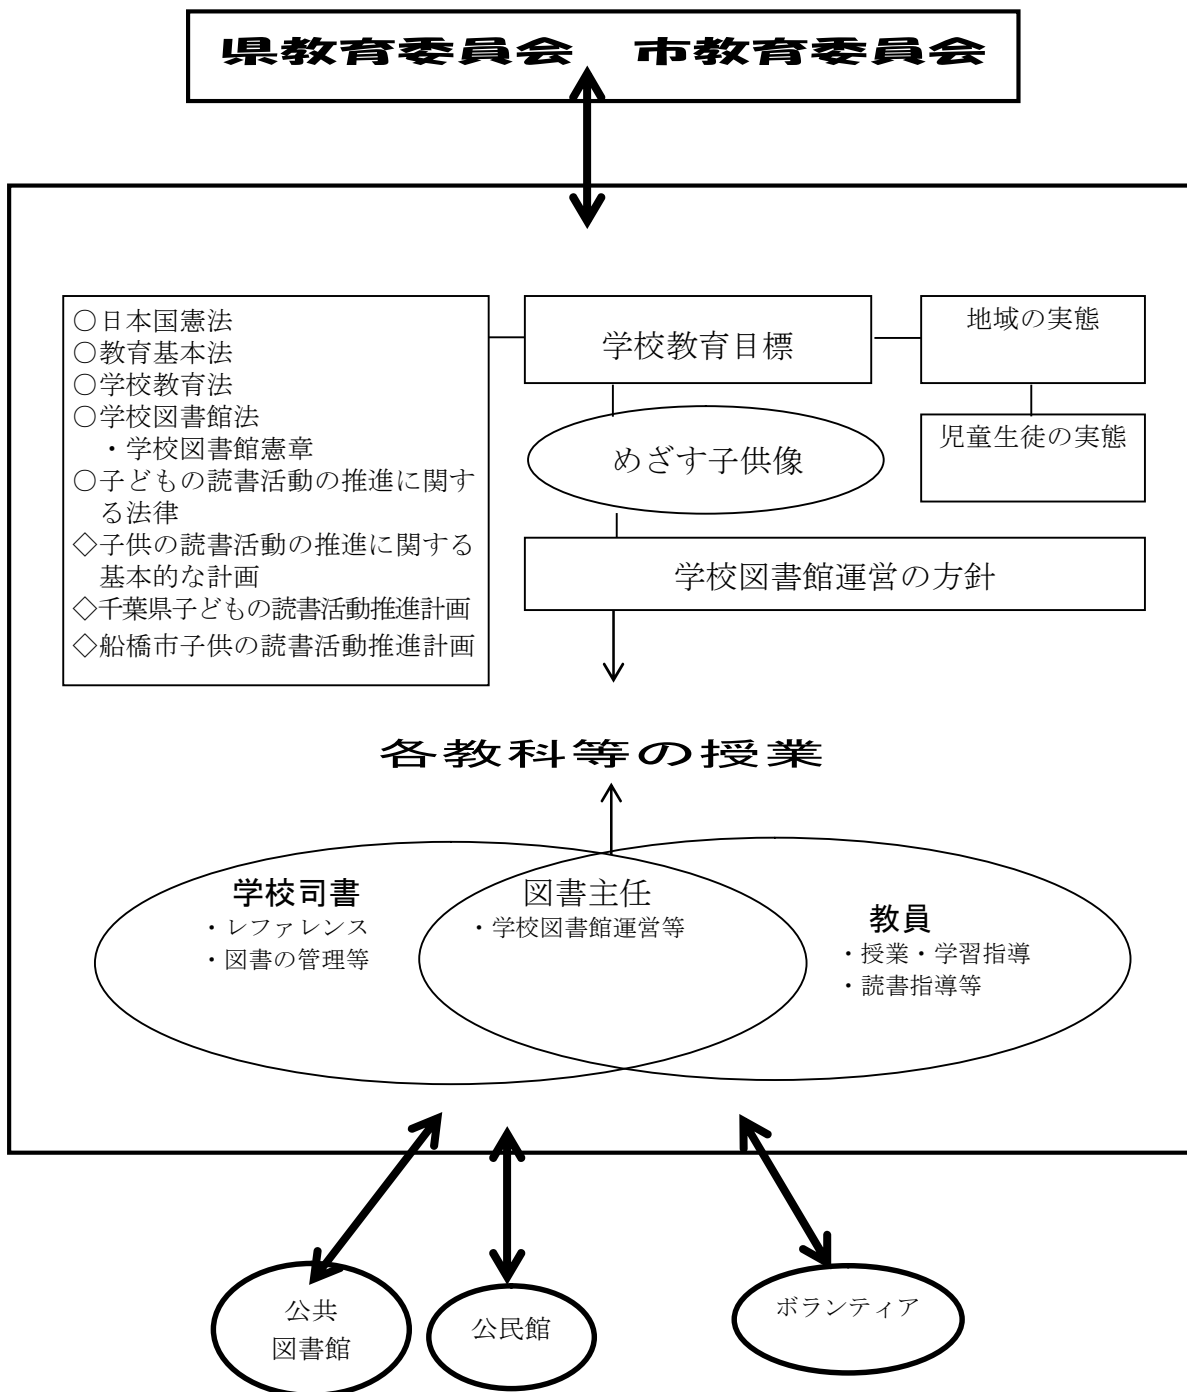 県教育委員会　市教育委員会
○日本国憲法
○教育基本法
○学校教育法
○学校図書館法
・学校図書館憲章
○子どもの読書活動の推進に関す
る法律
◇子供の読書活動の推進に関する
基本的な計画
◇千葉県子どもの読書活動推進計画
◇船橋市子供の読書活動推進計画
学校教育目標
地域の実態
児童生徒の実態
めざす子供像
学校図書館運営の方針
各教科等の授業
学校司書
・レファレンス
・図書の管理等
図書主任
・学校図書館運営等
教員
・授業・学習指導
・読書指導等
公共
図書館
公民館
ボランティア